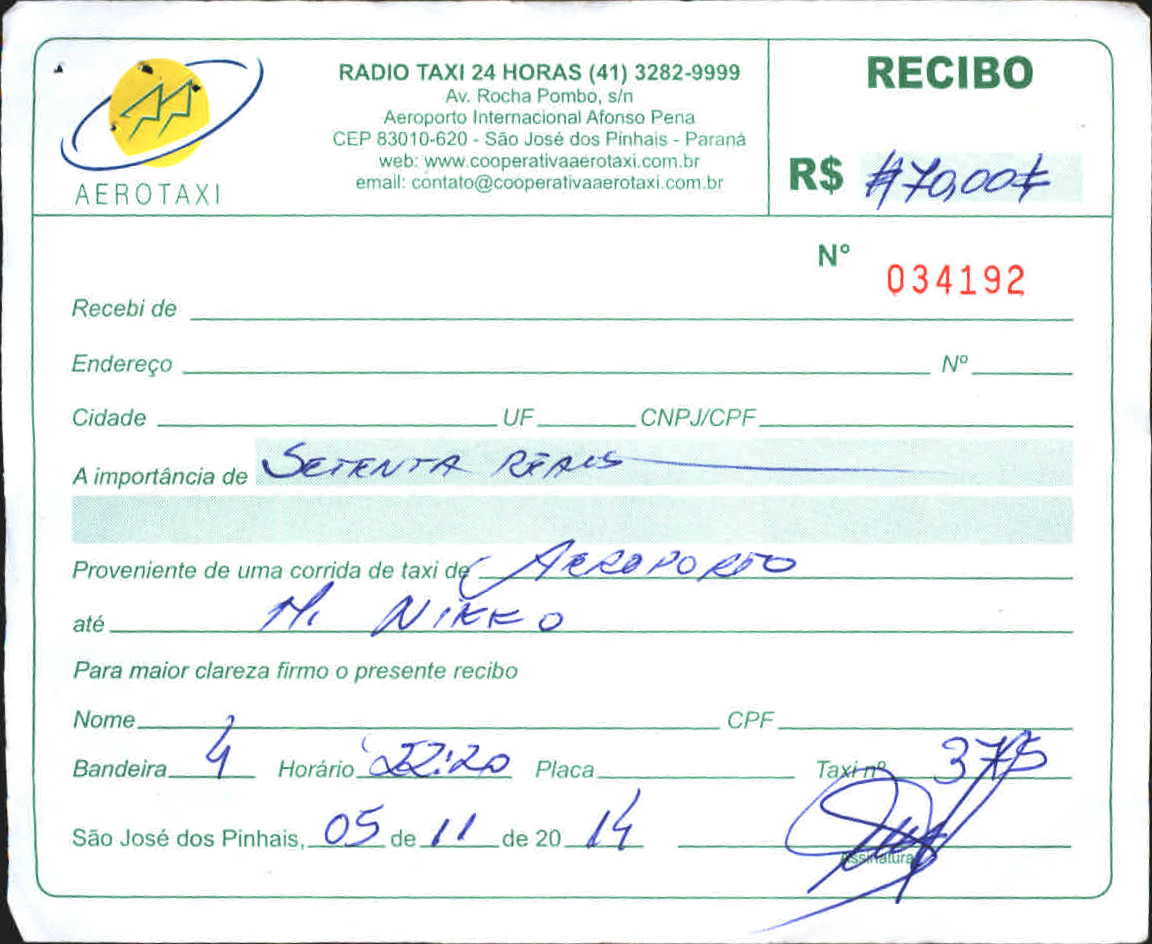 AEROTAXI
RADIO TAXI 24 HORAS (41) 3282-9999
Av. Rocha Pombo, s/n
Aeroporto Internacional Afonso Pena
CEP 83010-620 - São José dos Pinhais - Paraná
web: www.cooperativaaerotaxi.com.br
email: contato@cooperativaaerotaxi.com.br
RECIBO
R$ #70,00#
Nº 034192
Recebi de
Endereço Nº
Cidade UF CNPJ/CPF
A importância de SETENTA REAIS
Proveniente de uma corrida de taxi de AEROPORTO
até H. NIKKO
Para maior clareza firmo o presente recibo
Nome CPF
Bandeira Horário 22:20 Placa Taxi nº 375
São José dos Pinhais, 05 de 11 de 20 14
Assinatura